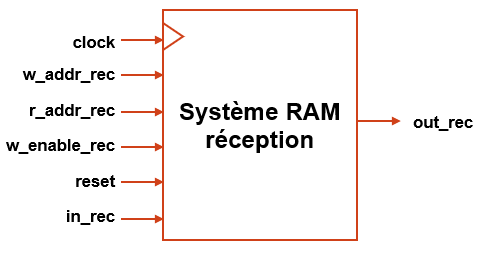 clock
w_addr_rec
r_addr_rec
w_enable_rec
reset
in_rec
Système RAM
réception
out_rec